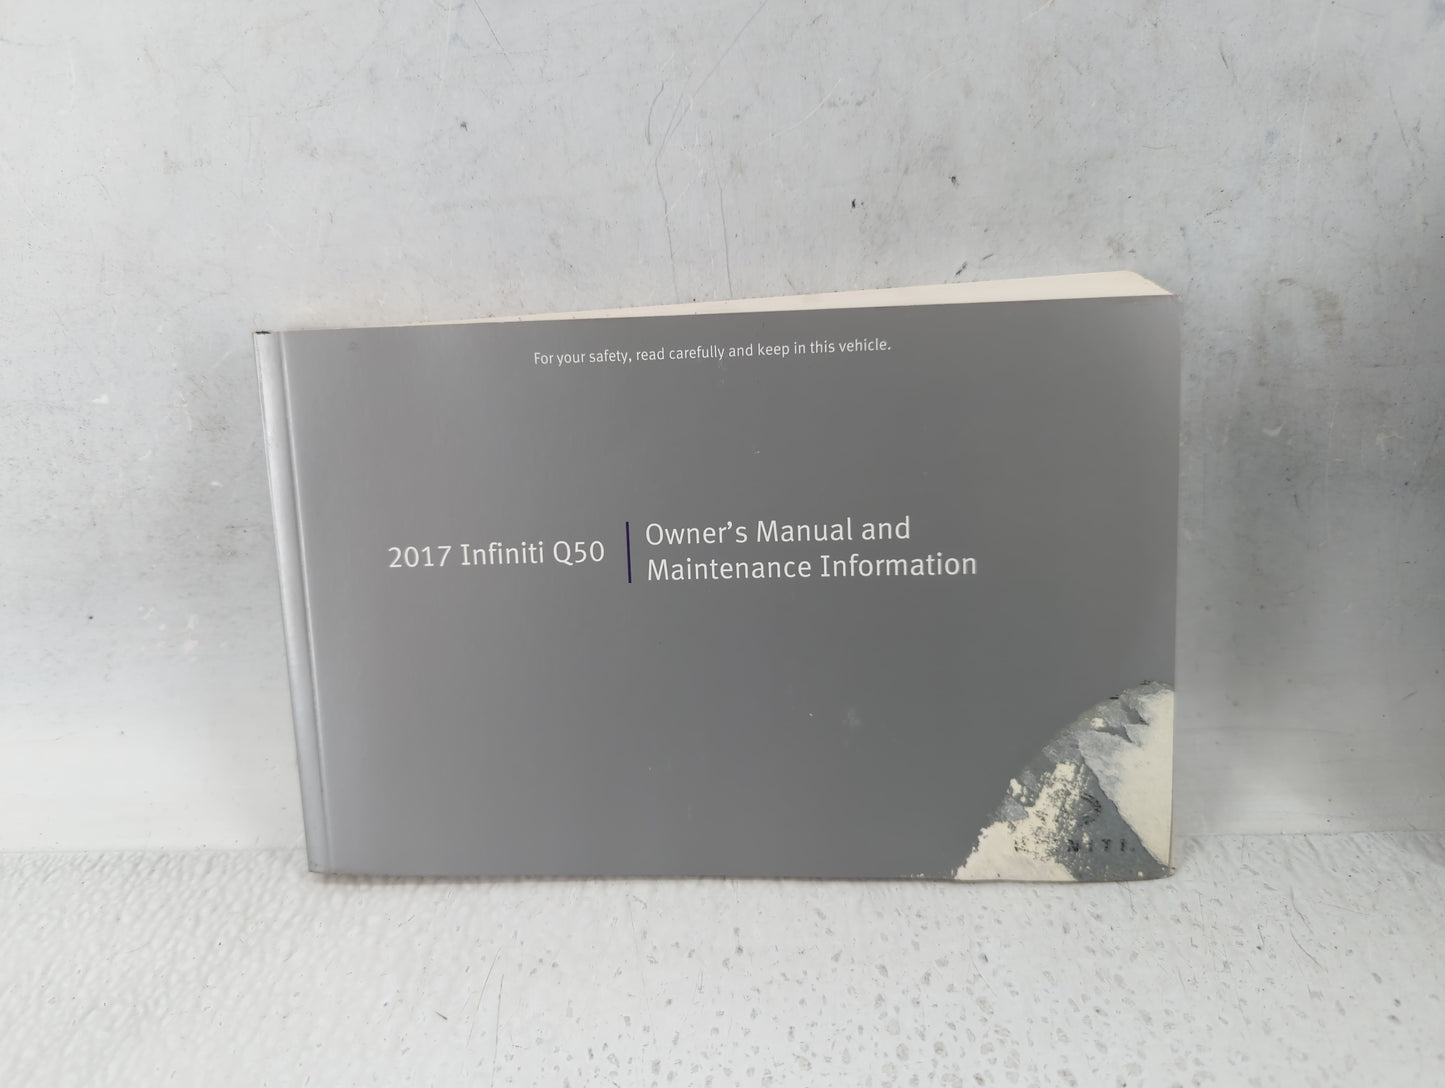 For your safety, read carefully and keep in this vehicle.
2017 Infiniti Q50
Owner's Manual and
Maintenance Information